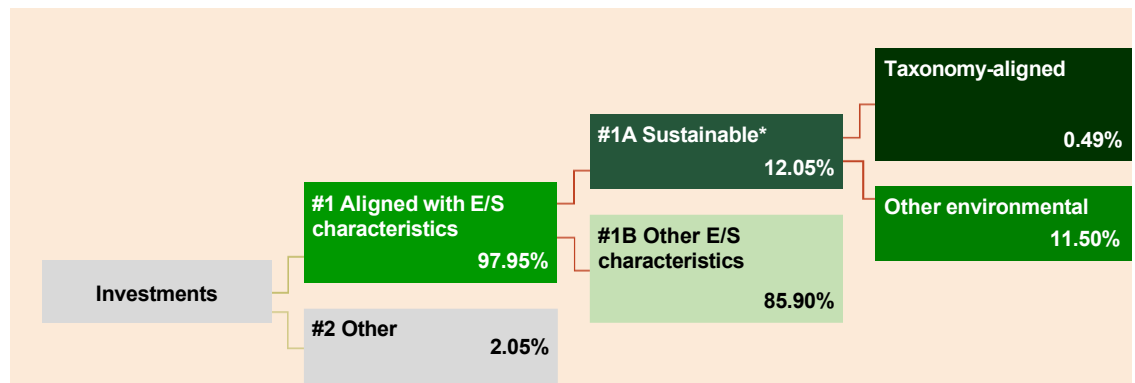 Taxonomy-aligned
0.49%
#1A Sustainable*
12.05%
#1 Aligned with E/S
characteristics
97.95%
Other environmental
11.50%
#1B Other E/S
characteristics
85.90%
Investments
#2 Other
2.05%